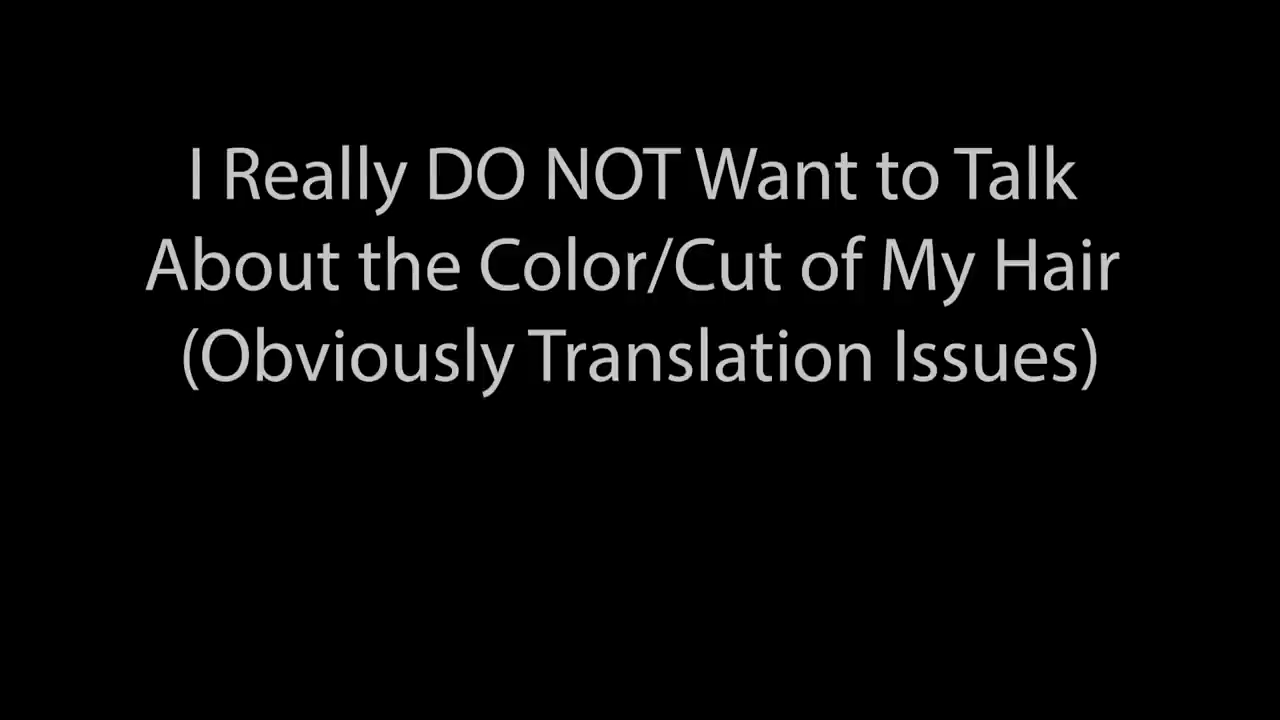 I Really DO NOT Want to Talk
About the Color/Cut of My Hair
(Obviously Translation Issues)